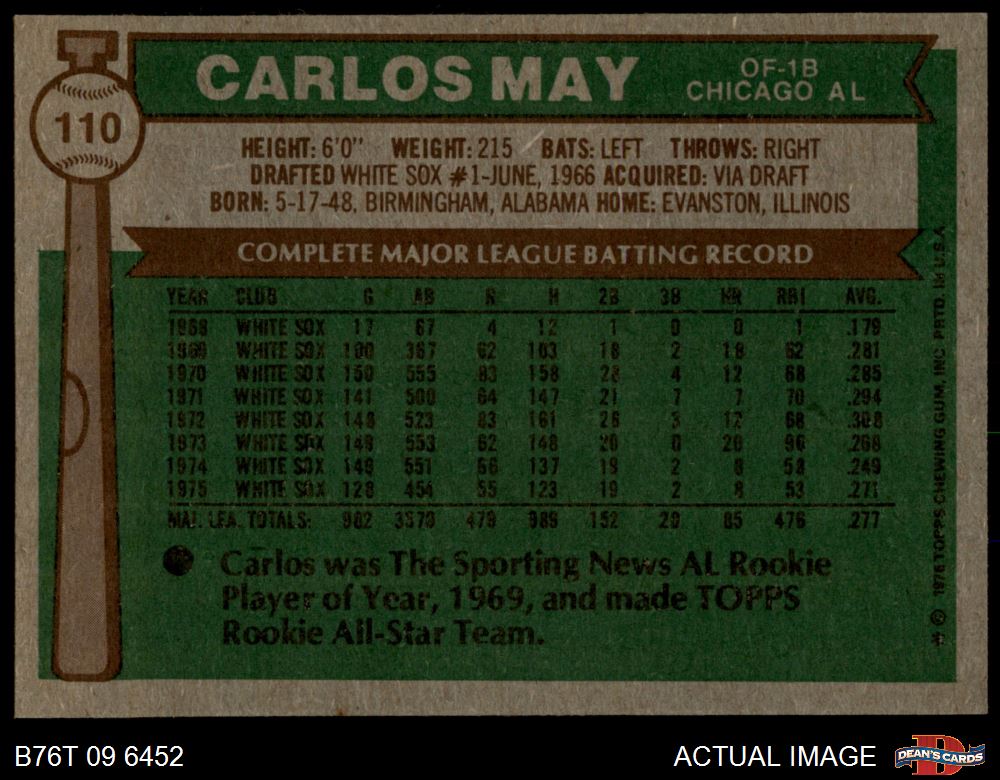 CARLOS MAY
OF-1B
CHICAGO AL
110
HEIGHT: 6'0" WEIGHT: 215 BATS: LEFT THROWS: RIGHT
DRAFTED WHITE SOX #1-JUNE, 1966 ACQUIRED: VIA DRAFT
BORN: 5-17-48, BIRMINGHAM, ALABAMA HOME: EVANSTON, ILLINOIS
COMPLETE MAJOR LEAGUE BATTING RECORD
YEAR CLUB G AB R H 2B 3B HR RBI AVG.
1968 WHITE SOX 17 67 4 12 1 0 0 1 .179
1969 WHITE SOX 100 367 62 103 18 2 18 62 .281
1970 WHITE SOX 150 555 83 158 28 4 12 68 .285
1971 WHITE SOX 141 500 64 147 21 7 7 70 .294
1972 WHITE SOX 148 523 83 161 26 3 12 68 .308
1973 WHITE SOX 149 553 62 148 20 0 20 96 .268
1974 WHITE SOX 149 551 66 137 19 2 8 58 .249
1975 WHITE SOX 128 454 55 123 19 2 8 53 .271
MAJ. LEA. TOTALS: 982 3570 479 989 152 20 85 476 .277
Carlos was The Sporting News AL Rookie
Player of Year, 1969, and made TOPPS
Rookie All-Star Team.
* © 1976 TOPPS CHEWING GUM, INC. PRTD. IN U.S.A.
B76T 09 6452
ACTUAL IMAGE
DEAN'S CARDS